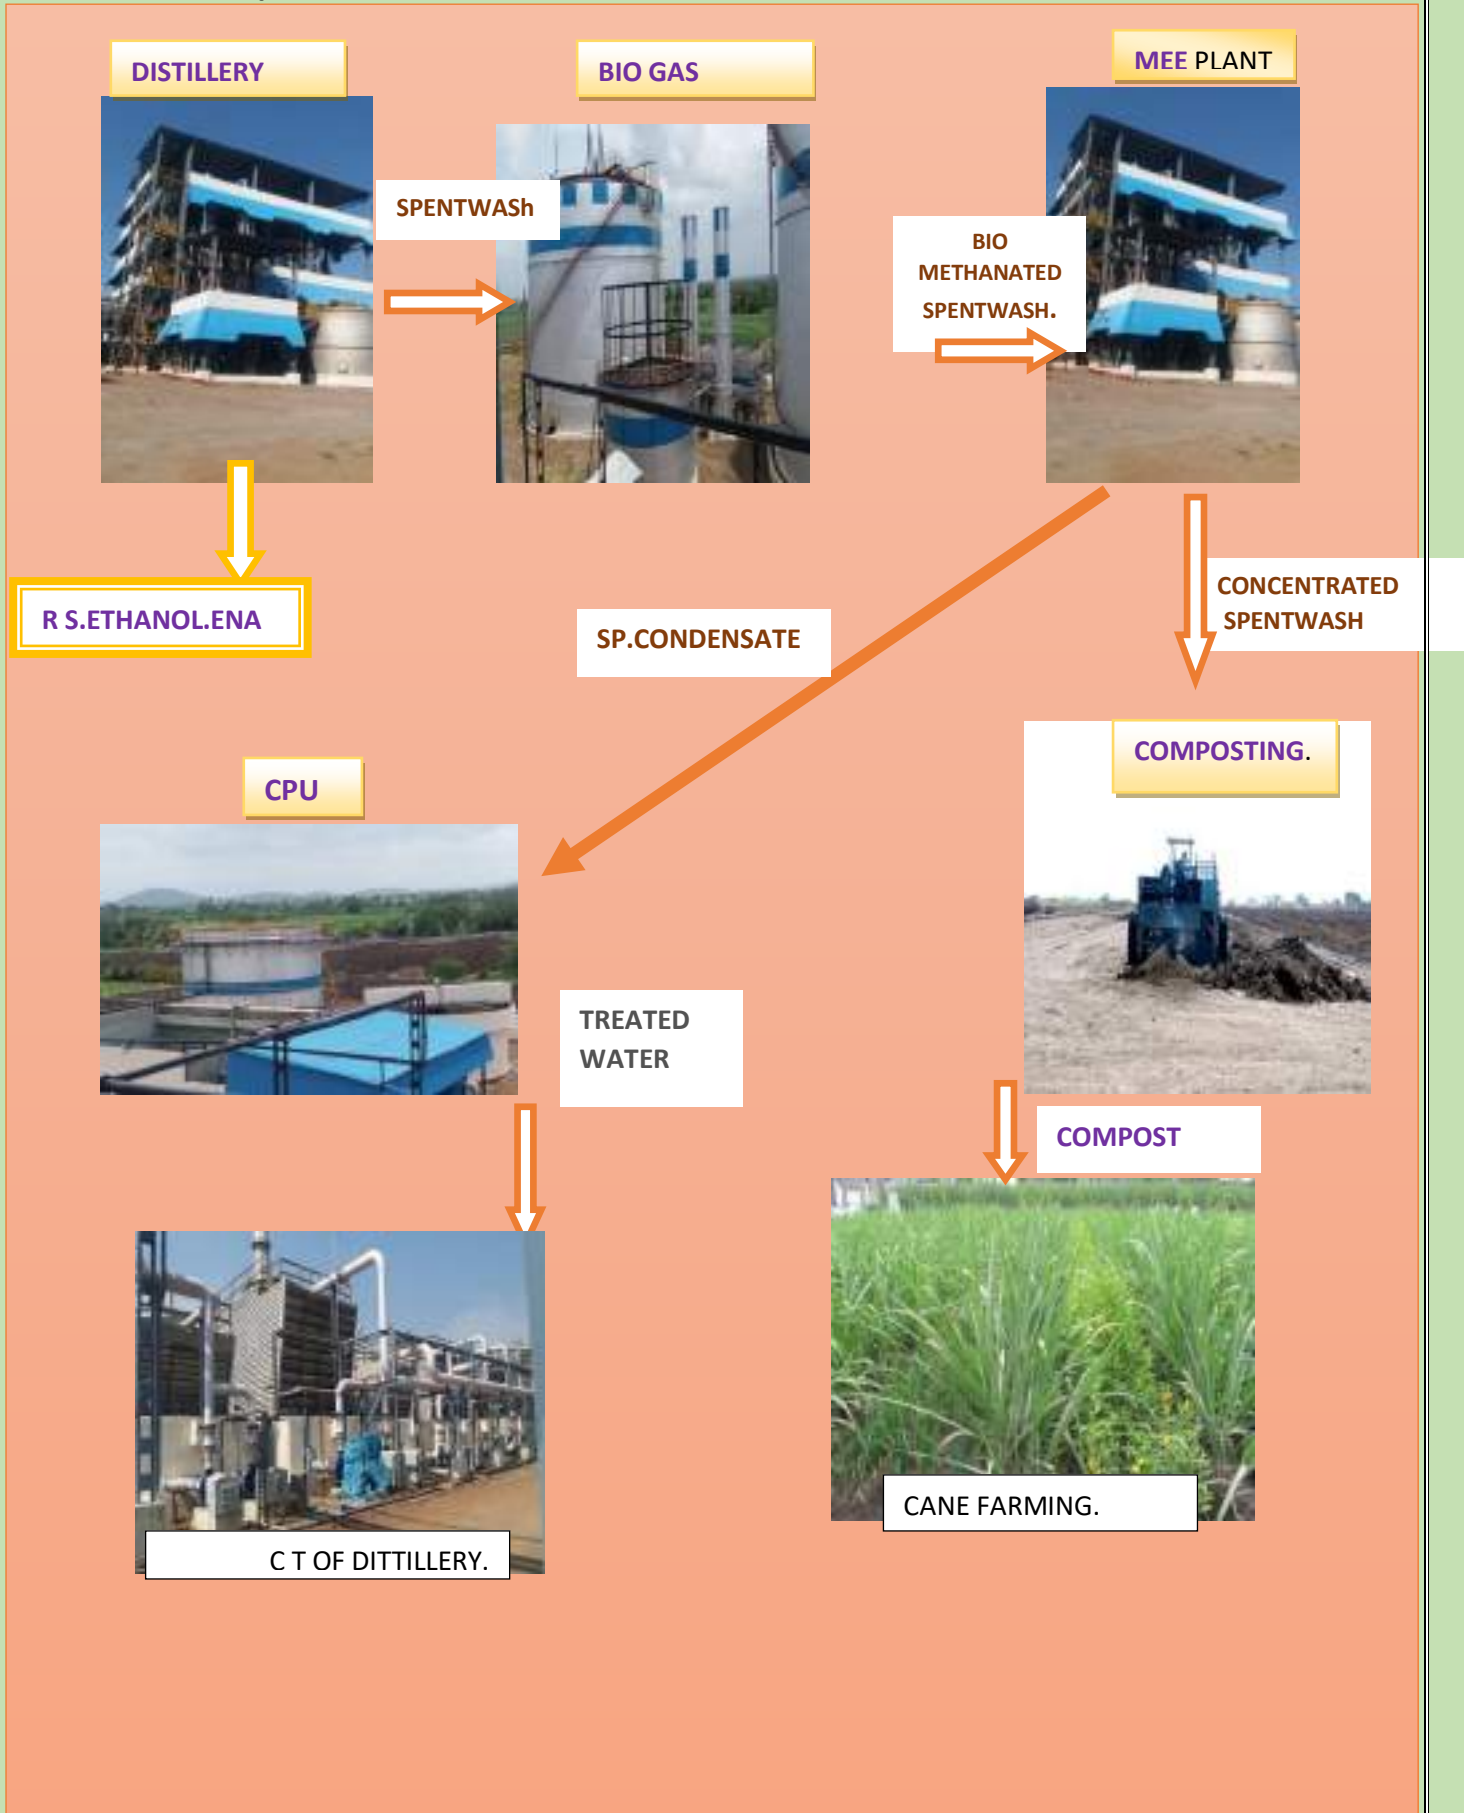 DISTILLERY
BIO GAS
MEE PLANT
SPENTWASh
BIO
METHANATED
SPENTWASH.
R S.ETHANOL.ENA
SP.CONDENSATE
CONCENTRATED
SPENTWASH
CPU
COMPOSTING.
TREATED
WATER
COMPOST
CANE FARMING.
C T OF DITTILLERY.